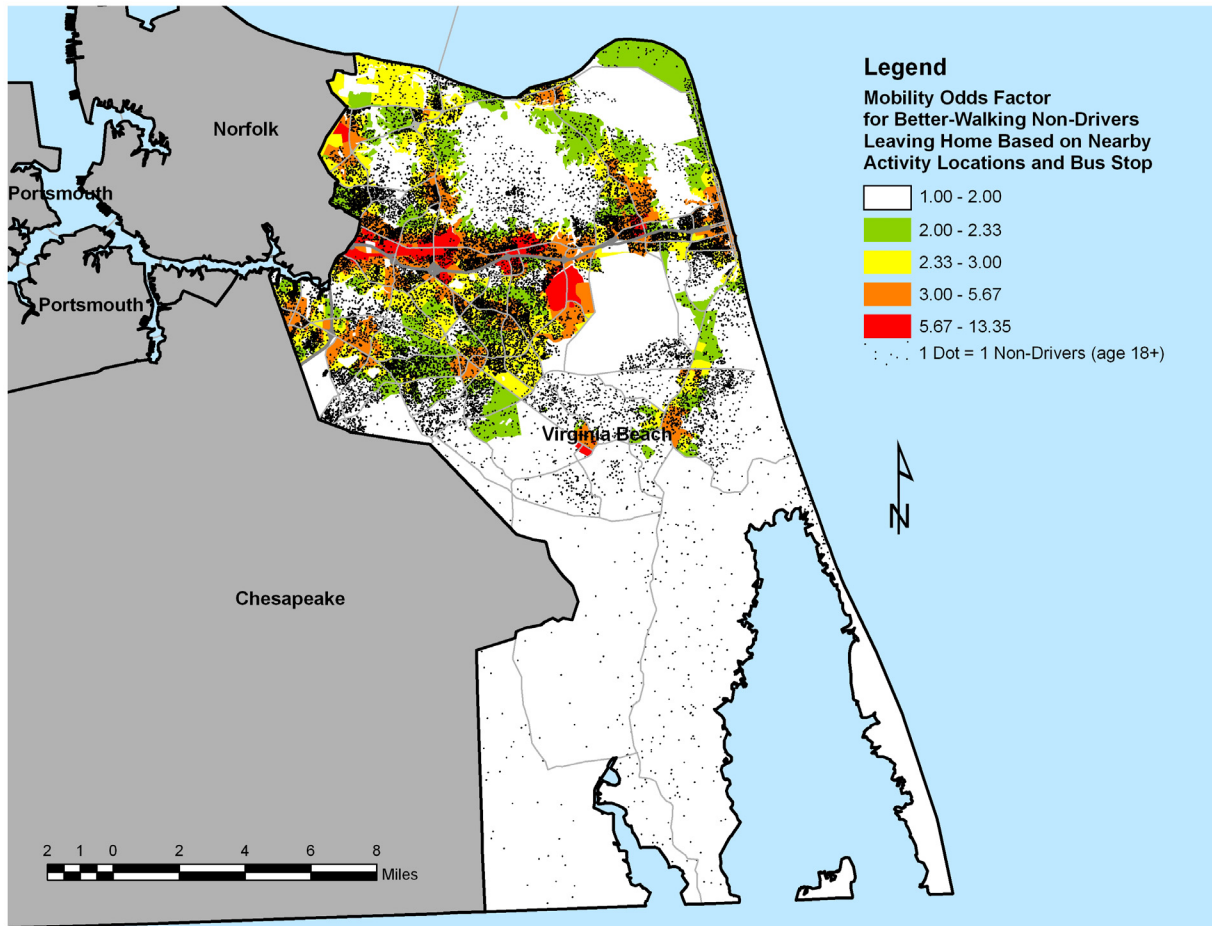 Legend
Mobility Odds Factor
for Better-Walking Non-Drivers
Leaving Home Based on Nearby
Activity Locations and Bus Stop
1.00 - 2.00
2.00 - 2.33
2.33 - 3.00
3.00 - 5.67
5.67 - 13.35
1 Dot = 1 Non-Drivers (age 18+)
Norfolk
Portsmouth
Portsmouth
Virginia Beach
Chesapeake
N
2 1 0 2 4 6 8
Miles